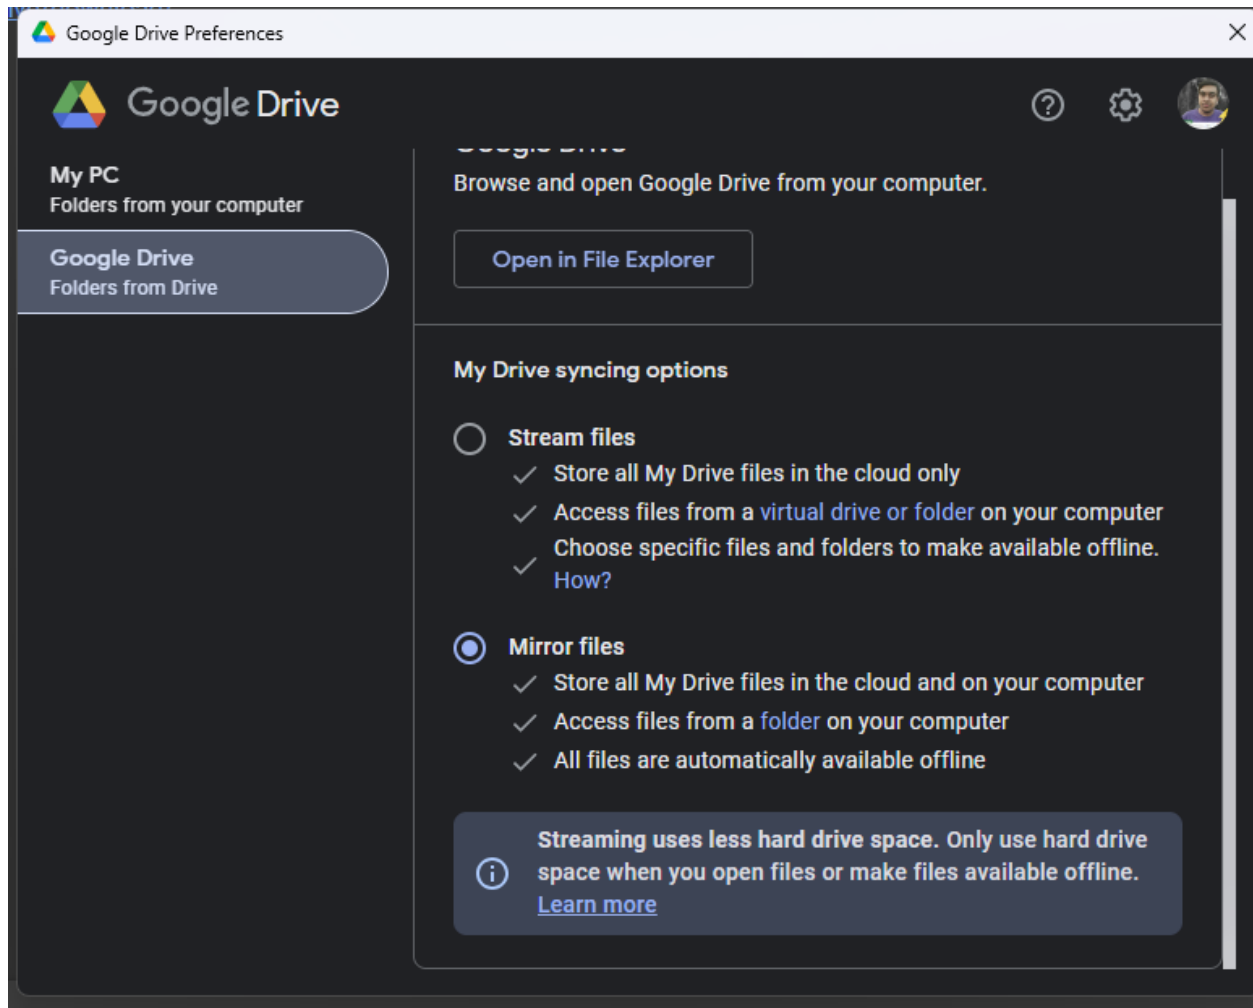 Google Drive Preferences
Google Drive
My PC
Folders from your computer
Google Drive
Folders from Drive
Google Drive
Browse and open Google Drive from your computer.
Open in File Explorer
My Drive syncing options
Stream files
Store all My Drive files in the cloud only
Access files from a virtual drive or folder on your computer
Choose specific files and folders to make available offline.
How?
Mirror files
Store all My Drive files in the cloud and on your computer
Access files from a folder on your computer
All files are automatically available offline
Streaming uses less hard drive space. Only use hard drive
space when you open files or make files available offline.
Learn more